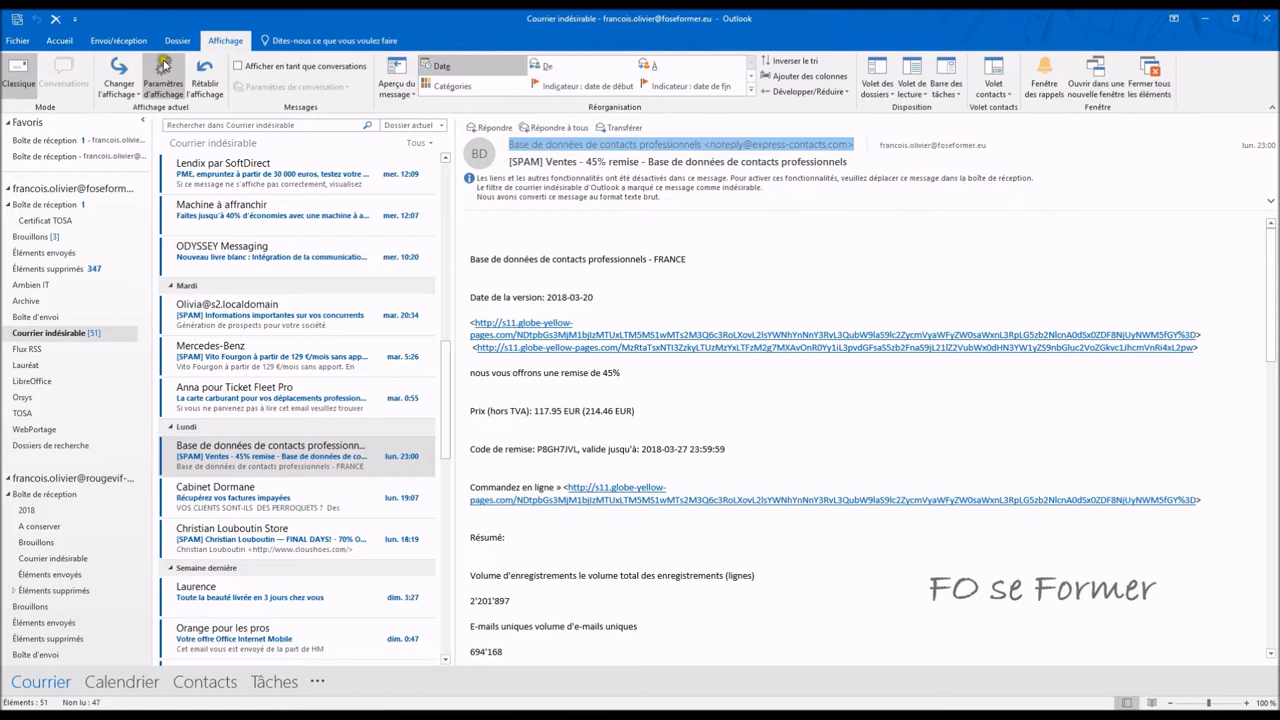 Courrier indésirable - francois.olivier@foseformer.eu - Outlook
Fichier
Accueil
Envoi/réception
Dossier
Affichage
Dites-nous ce que vous voulez faire
Classique
Conversations
Mode
Changer l'affichage
Paramètres d'affichage
Rétablir l'affichage
Affichage actuel
Afficher en tant que conversations
Paramètres de conversation
Messages
Aperçu du message
Date
De
À
Catégories
Indicateur : date de début
Indicateur : date de fin
Réorganisation
Inverser le tri
Ajouter des colonnes
Développer/Réduire
Volet des dossiers
Volet de lecture
Barre des tâches
Disposition
Volet contacts
Volet contacts
Fenêtre des rappels
Ouvrir dans une nouvelle fenêtre
Fermer tous les éléments
Fenêtre
Favoris
Boîte de réception 1 francois.olivie...
Boîte de réception francois.olivier@...
francois.olivier@foseform...
Boîte de réception 1
Certificat TOSA
Brouillons [3]
Éléments envoyés
Éléments supprimés 347
Ambien IT
Archive
Boîte d'envoi
Courrier indésirable [51]
Flux RSS
Lauréat
LibreOffice
Orsys
TOSA
WebPortage
Dossiers de recherche
francois.olivier@rougevif-...
Boîte de réception
2018
A conserver
Brouillons
Courrier indésirable
Éléments envoyés
Éléments supprimés
Brouillons
Éléments envoyés
Éléments supprimés
Boîte d'envoi
Rechercher dans Courrier indésirable
Dossier actuel
Courrier indésirable
Tous
Lendix par SoftDirect
PME, empruntez à partir de 30 000 euros, testez votre ... mer. 12:09
Si ce message ne s'affiche pas correctement, visualisez
Machine à affranchir
Faites jusqu'à 40% d'économies avec une machine à a... mer. 12:07
ODYSSEY Messaging
Nouveau livre blanc : Intégration de la communicatio... mer. 10:20
Mardi
Olivia@s2.localdomain
[SPAM] Informations importantes sur vos concurrents mar. 20:34
Génération de prospects pour votre société
Mercedes-Benz
[SPAM] Vito Fourgon à partir de 129 €/mois sans app... mar. 5:26
Vito Fourgon à partir de 129 €/mois sans apport. En
Anna pour Ticket Fleet Pro
La carte carburant pour vos déplacements profession... mar. 0:55
Si vous ne parvenez pas à lire cet email veuillez trouver
Lundi
Base de données de contacts professionn...
[SPAM] Ventes - 45% remise - Base de données de co... lun. 23:00
Base de données de contacts professionnels - FRANCE
Cabinet Dormane
Récupérez vos factures impayées lun. 19:07
VOS CLIENTS SONT-ILS DES PERROQUETS ? Des
Christian Louboutin Store
[SPAM] Christian Louboutin — FINAL DAYS! - 70% O... lun. 18:19
Christian Louboutin <http://www.cloushoes.com/>
Semaine dernière
Laurence
Toute la beauté livrée en 3 jours chez vous dim. 3:27
Orange pour les pros
Votre offre Office Internet Mobile dim. 0:47
Cet email vous est envoyé de la part de HM
Répondre
Répondre à tous
Transférer
BD
Base de données de contacts professionnels <noreply@express-contacts.com>
francois.olivier@foseformer.eu
lun. 23:00
[SPAM] Ventes - 45% remise - Base de données de contacts professionnels
Les liens et les autres fonctionnalités ont été désactivés dans ce message. Pour activer ces fonctionnalités, veuillez déplacer ce message dans la boîte de réception.
Le filtre de courrier indésirable d'Outlook a marqué ce message comme indésirable.
Nous avons converti ce message au format texte brut.
Base de données de contacts professionnels - FRANCE
Date de la version: 2018-03-20
<http://s11.globe-yellow-
nous vous offrons une remise de 45%
Prix (hors TVA): 117.95 EUR (214.46 EUR)
Code de remise: P8GH7JVL, valide jusqu'à: 2018-03-27 23:59:59
Commandez en ligne » <http://s11.globe-yellow-
Résumé:
Volume d'enregistrements le volume total des enregistrements (lignes)
2'201'897
E-mails uniques volume d'e-mails uniques
694'168
FO se Former
Courrier Calendrier Contacts Tâches •••
Éléments : 51 Non lu : 47
100 %